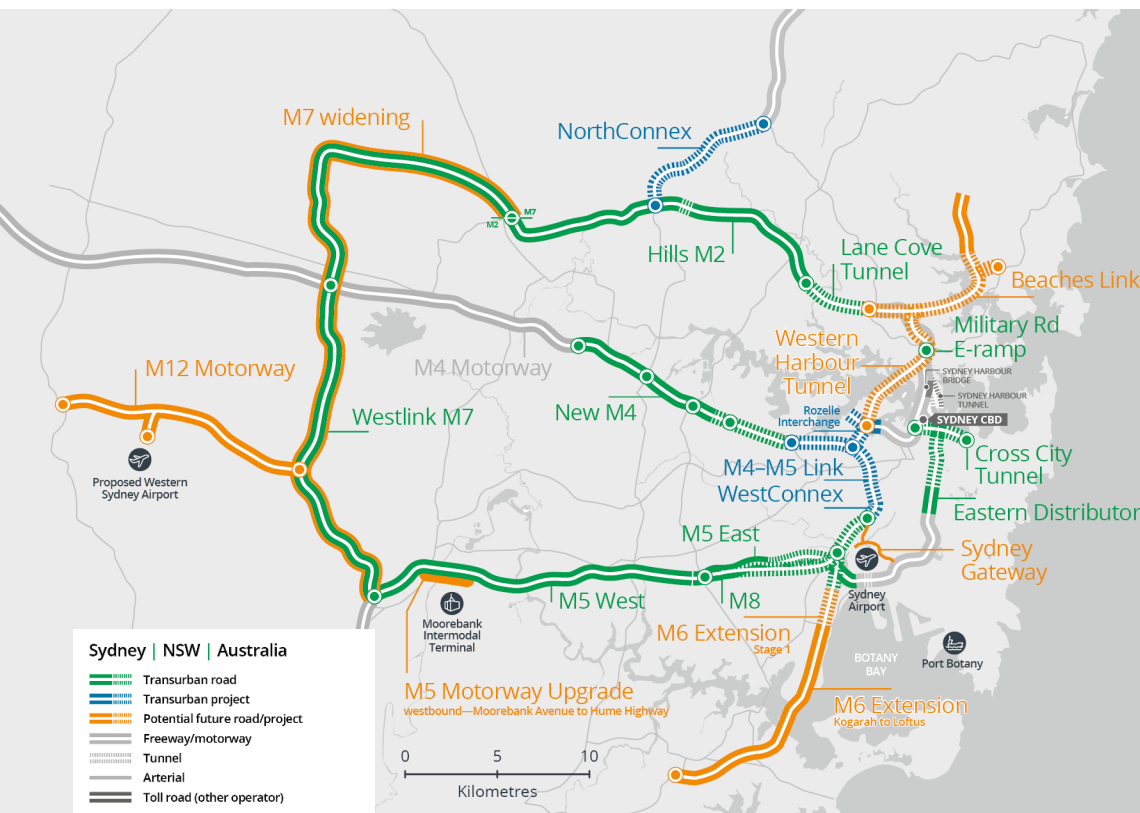 M7 widening
NorthConnex
M7
M2
Hills M2
Lane Cove
Tunnel
Beaches Link
Military Rd
E-ramp
Western
Harbour
Tunnel
SYDNEY HARBOUR
BRIDGE
SYDNEY HARBOUR
TUNNEL
M12 Motorway
M4 Motorway
Westlink M7
New M4
Rozelle
Interchange
SYDNEY CBD
Cross City
Tunnel
M4–M5 Link
WestConnex
Proposed Western
Sydney Airport
Eastern Distributor
M5 East
Sydney
Gateway
M5 West
M8
Sydney
Airport
Moorebank
Intermodal
Terminal
M6 Extension
Stage 1
BOTANY
BAY
Port Botany
M5 Motorway Upgrade
westbound—Moorebank Avenue to Hume Highway
M6 Extension
Kogarah to Loftus
0 5 10
Kilometres
Sydney | NSW | Australia
Transurban road
Transurban project
Potential future road/project
Freeway/motorway
Tunnel
Arterial
Toll road (other operator)